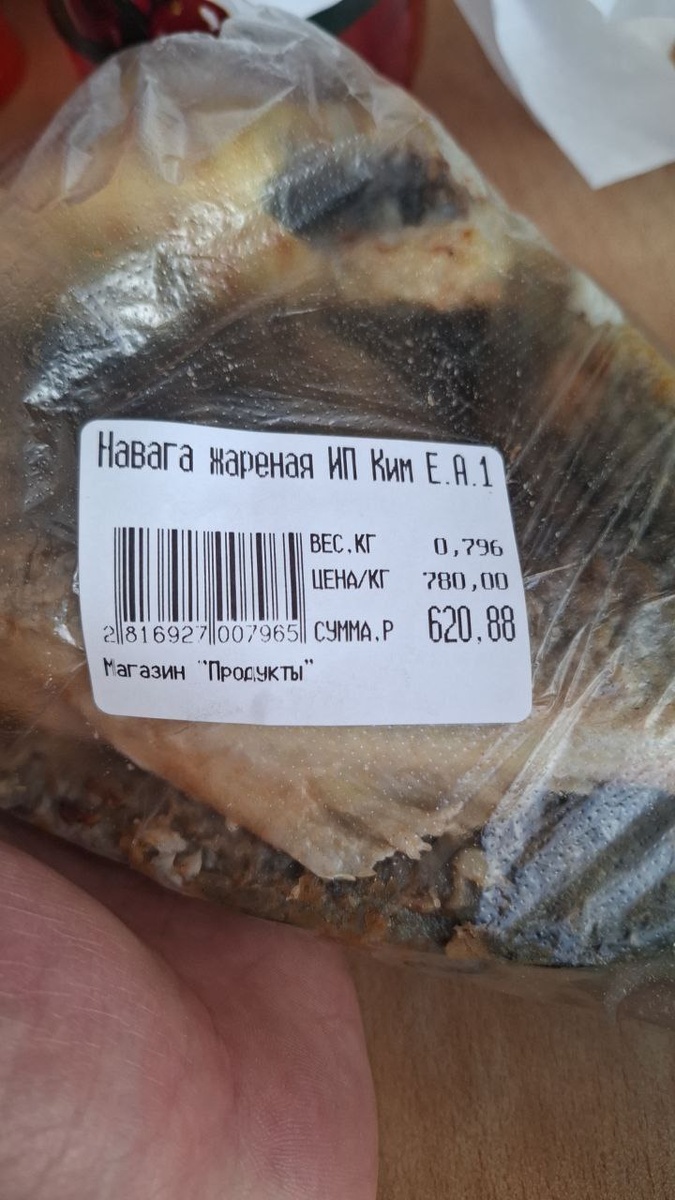 Навага жареная ИП Ким Е.А.1
ВЕС.КГ 0,796
ЦЕНА/КГ 780,00
СУММА.Р 620,88
2 816927 007965
Магазин "Продукты"